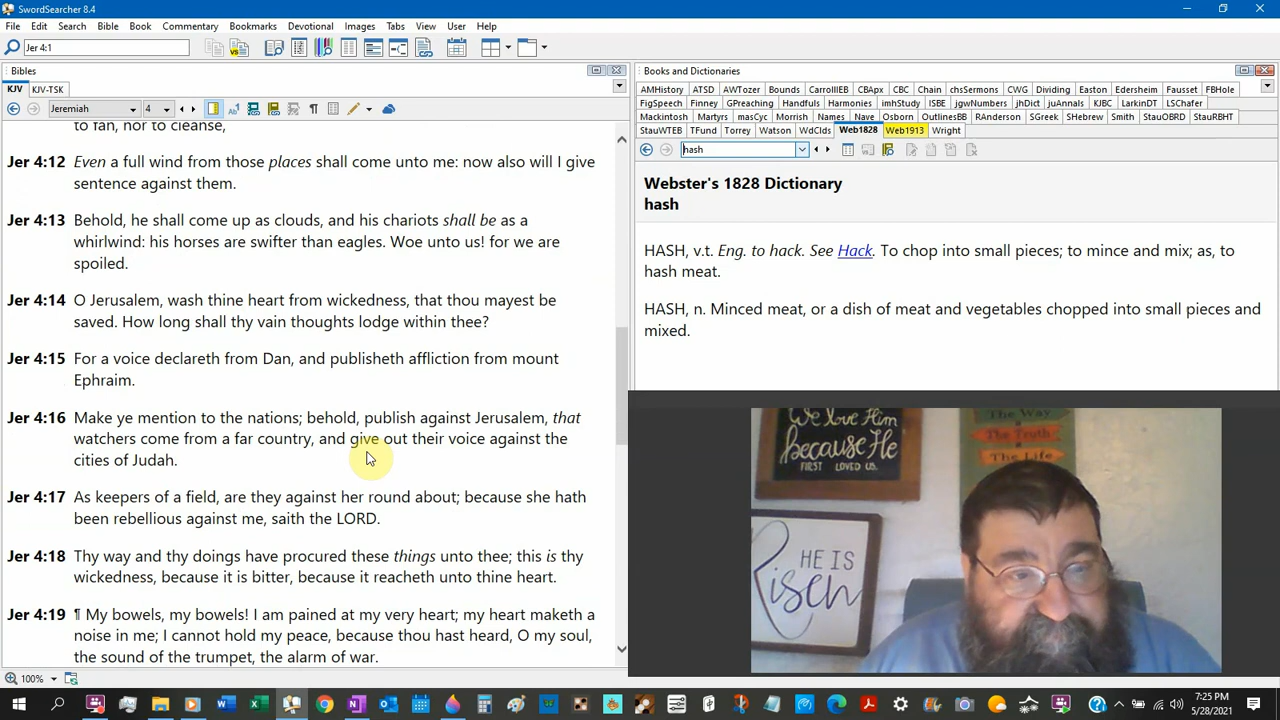 SwordSearcher 8.4
File Edit Search Bible Book Commentary Bookmarks Devotional Images Tabs View User Help
Jer 4:1
Bibles
KJV KJV-TSK
Jeremiah 4
to fan, nor to cleanse,
Jer 4:12 Even a full wind from those places shall come unto me: now also will I give
sentence against them.
Jer 4:13 Behold, he shall come up as clouds, and his chariots shall be as a
whirlwind: his horses are swifter than eagles. Woe unto us! for we are
spoiled.
Jer 4:14 O Jerusalem, wash thine heart from wickedness, that thou mayest be
saved. How long shall thy vain thoughts lodge within thee?
Jer 4:15 For a voice declareth from Dan, and publisheth affliction from mount
Ephraim.
Jer 4:16 Make ye mention to the nations; behold, publish against Jerusalem, that
watchers come from a far country, and give out their voice against the
cities of Judah.
Jer 4:17 As keepers of a field, are they against her round about; because she hath
been rebellious against me, saith the LORD.
Jer 4:18 Thy way and thy doings have procured these things unto thee; this is thy
wickedness, because it is bitter, because it reacheth unto thine heart.
Jer 4:19 ¶ My bowels, my bowels! I am pained at my very heart; my heart maketh a
noise in me; I cannot hold my peace, because thou hast heard, O my soul,
the sound of the trumpet, the alarm of war.
100%
Books and Dictionaries
AMHistory ATSD AWTozer Bounds CarrollEB CBApx CBC Chain chsSermons CWG Dividing Easton Edersheim Fausset FBHole
FigSpeech Finney GPreaching Handfuls Harmonies imhStudy ISBE jgwNumbers jhDict juAnnals KJBC LarkinDT LSChafer
Mackintosh Martyrs masCyc Morrish Names Nave Osborn OutlinesBB RAnderson SGreek SHebrew Smith StauOBRD StauRBHT
StauWTEB TFund Torrey Watson WdClds Web1828 Web1913 Wright
hash
Webster's 1828 Dictionary
hash
HASH, v.t. Eng. to hack. See Hack. To chop into small pieces; to mince and mix; as, to
hash meat.
HASH, n. Minced meat, or a dish of meat and vegetables chopped into small pieces and
mixed.
We love Him
because He
FIRST LOVED US.
The Way
The Truth
The Life
HE IS
Risen
7:25 PM
5/28/2021